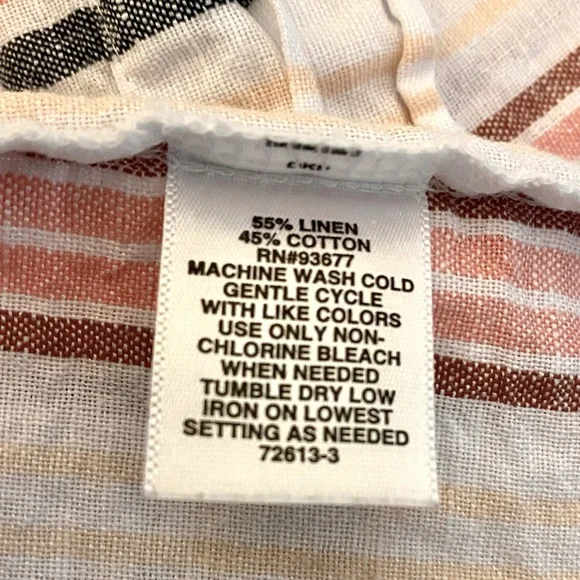 55% LINEN
45% COTTON
RN#93677
MACHINE WASH COLD
GENTLE CYCLE
WITH LIKE COLORS
USE ONLY NON-
CHLORINE BLEACH
WHEN NEEDED
TUMBLE DRY LOW
IRON ON LOWEST
SETTING AS NEEDED
72613-3